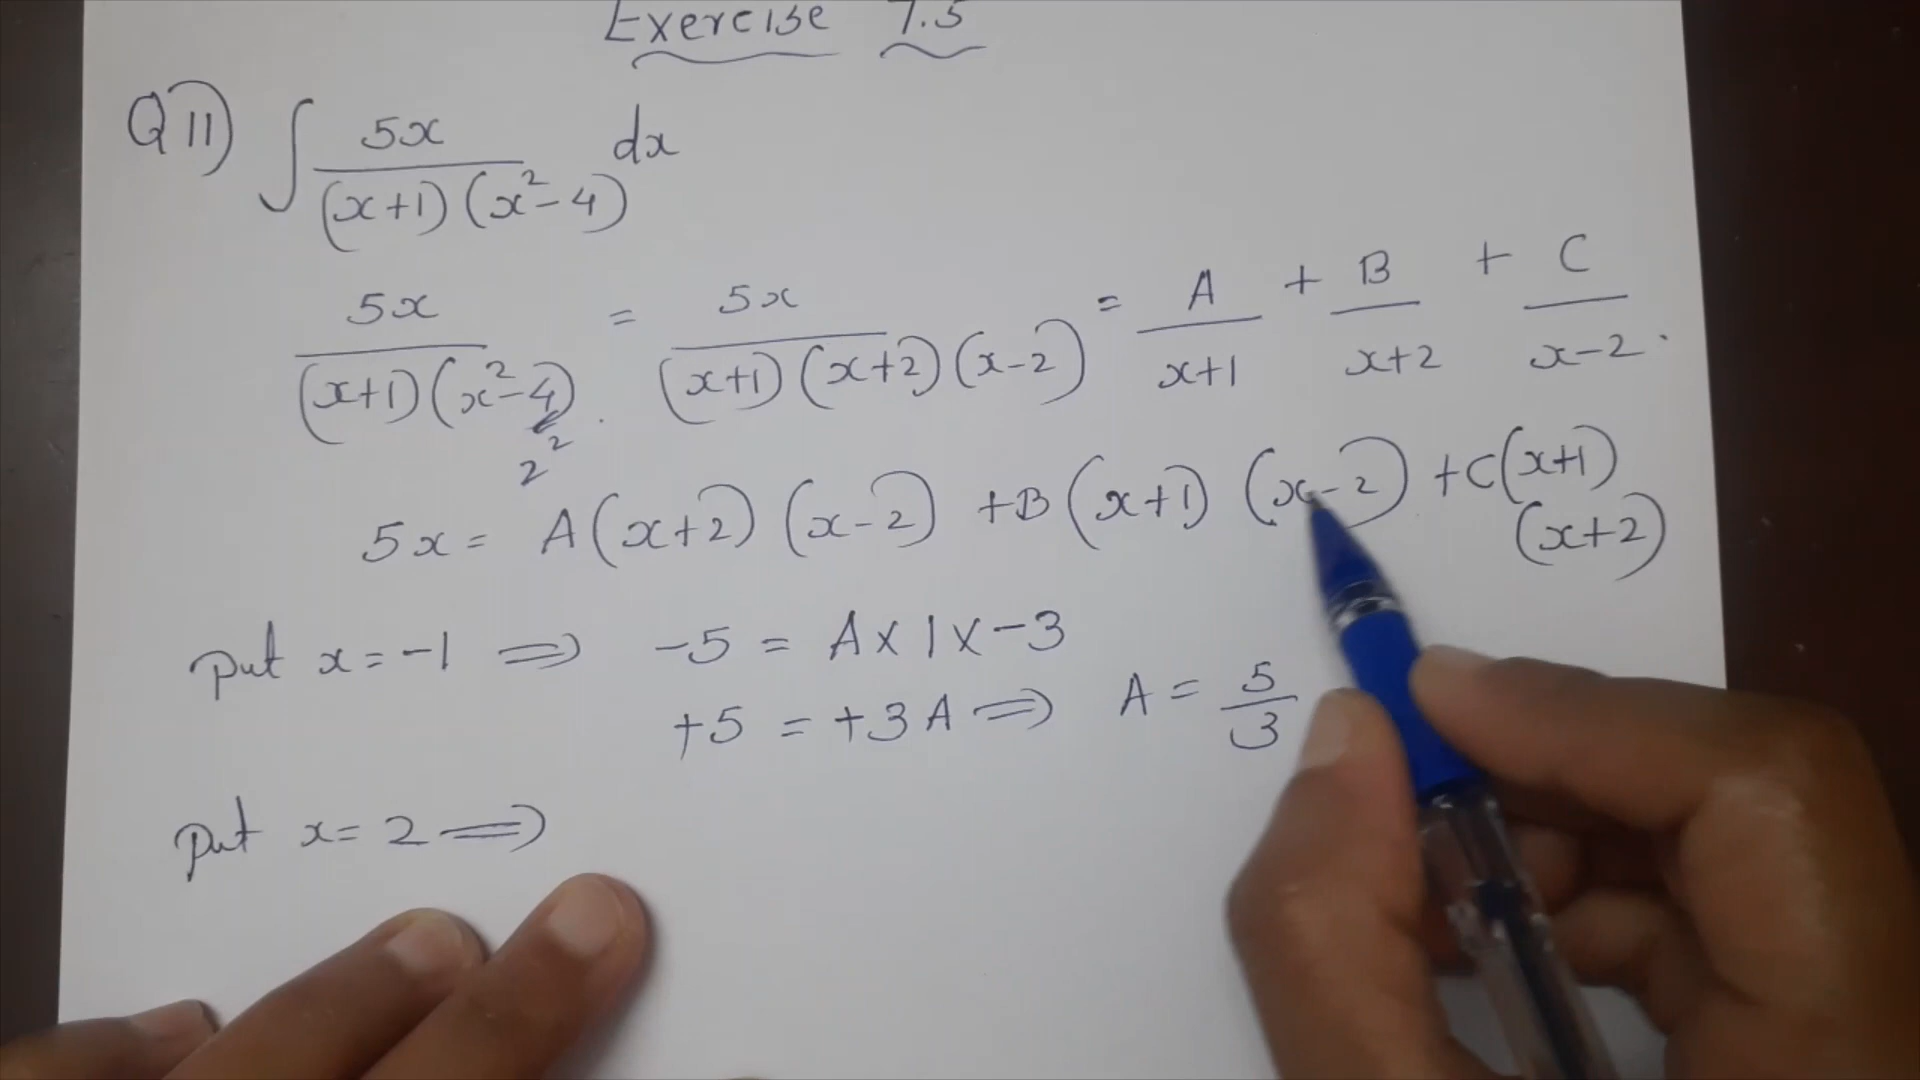 Exercise 7.5
Q 11) ∫ 5x / (x+1) (x²-4) dx
5x / (x+1) (x²-4) = 5x / (x+1) (x+2) (x-2) = A / x+1 + B / x+2 + C / x-2.
2²
5x = A(x+2) (x-2) +B (x+1) (x-2) +C(x+1)
(x+2)
put x=-1 ⟹ -5 = A×1×-3
+5 = +3A ⟹ A = 5/3
put x= 2 ⟹